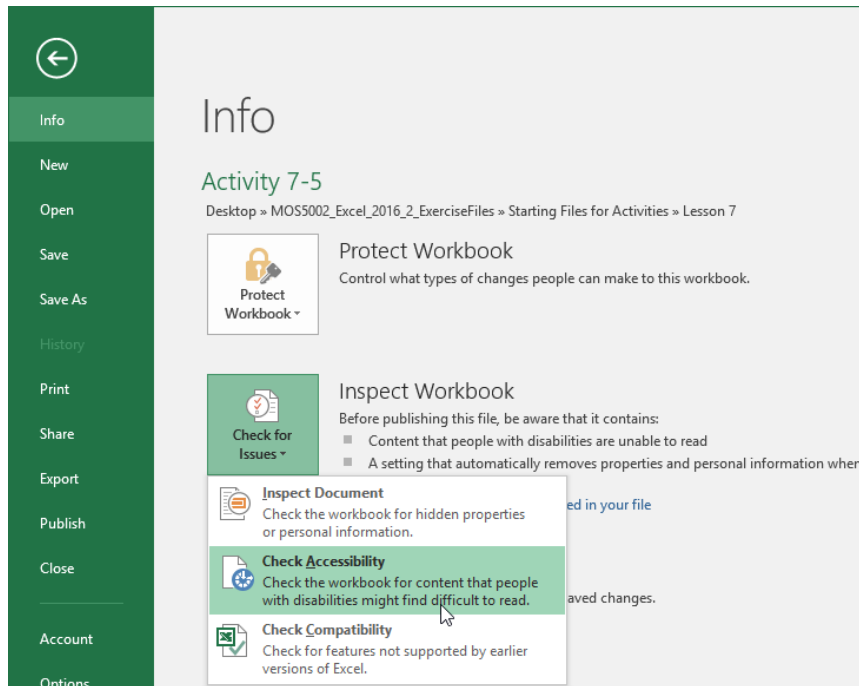 Info
New
Open
Save
Save As
History
Print
Share
Export
Publish
Close
Account
Options
Info
Activity 7-5
Desktop » MOS5002_Excel_2016_2_ExerciseFiles » Starting Files for Activities » Lesson 7
Protect
Workbook
Protect Workbook
Control what types of changes people can make to this workbook.
Check for
Issues
Inspect Workbook
Before publishing this file, be aware that it contains:
Content that people with disabilities are unable to read
A setting that automatically removes properties and personal information when
ed in your file
aved changes.
Inspect Document
Check the workbook for hidden properties
or personal information.
Check Accessibility
Check the workbook for content that people
with disabilities might find difficult to read.
Check Compatibility
Check for features not supported by earlier
versions of Excel.